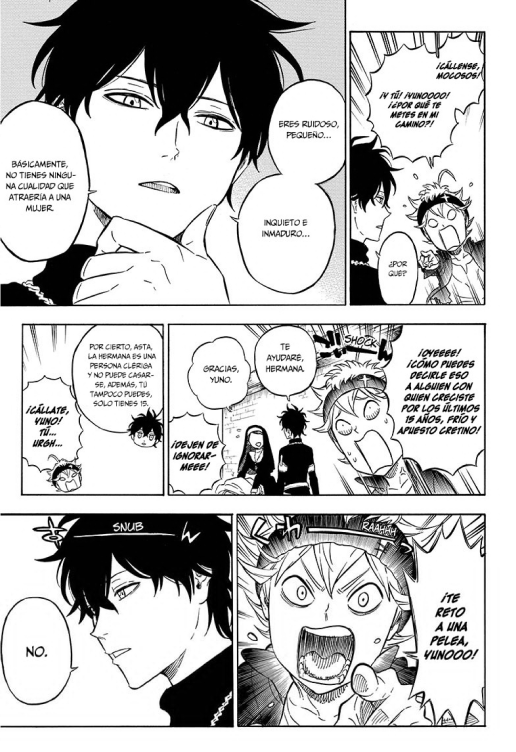 ¡CÁLLENSE,
MOCOSOS!
¡Y TÚ! ¡YUNOOOO!
¡¿POR QUÉ TE
METES EN MI
CAMINO?!
¿POR
QUÉ?
ERES RUIDOSO,
PEQUEÑO...
INQUIETO E
INMADURO...
BÁSICAMENTE,
NO TIENES NINGU-
NA CUALIDAD QUE
ATRAERÍA A UNA
MUJER.
¡OYEEEE!
¡CÓMO PUEDES
DECIRLE ESO
A ALGUIEN CON
QUIEN CRECISTE
POR LOS ÚLTIMOS
15 AÑOS, FRÍO Y
APUESTO CRETINO!
SHOCK
TE
AYUDARE,
HERMANA.
GRACIAS,
YUNO.
¡DEJEN DE
IGNORAR-
MEEE!
POR CIERTO, ASTA,
LA HERMANA ES UNA
PERSONA CLÉRIGA
Y NO PUEDE CASAR-
SE, ADEMÁS, TÚ
TAMPOCO PUEDES,
SOLO TIENES 15.
¡CÁLLATE,
YUNO!
TÚ...
URGH...
RAAHHH
¡TE
RETO
A UNA
PELEA,
YUNOOO!
SNUB
NO.